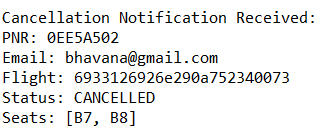 Cancellation Notification Received:
PNR: 0EE5A502
Email: bhavana@gmail.com
Flight: 6933126926e290a752340073
Status: CANCELLED
Seats: [B7, B8]